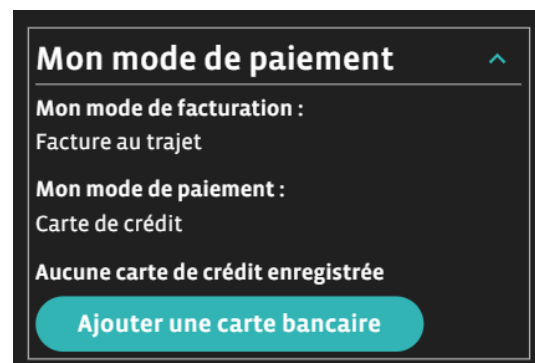 Mon mode de paiement
Mon mode de facturation :
Facture au trajet
Mon mode de paiement :
Carte de crédit
Aucune carte de crédit enregistrée
Ajouter une carte bancaire